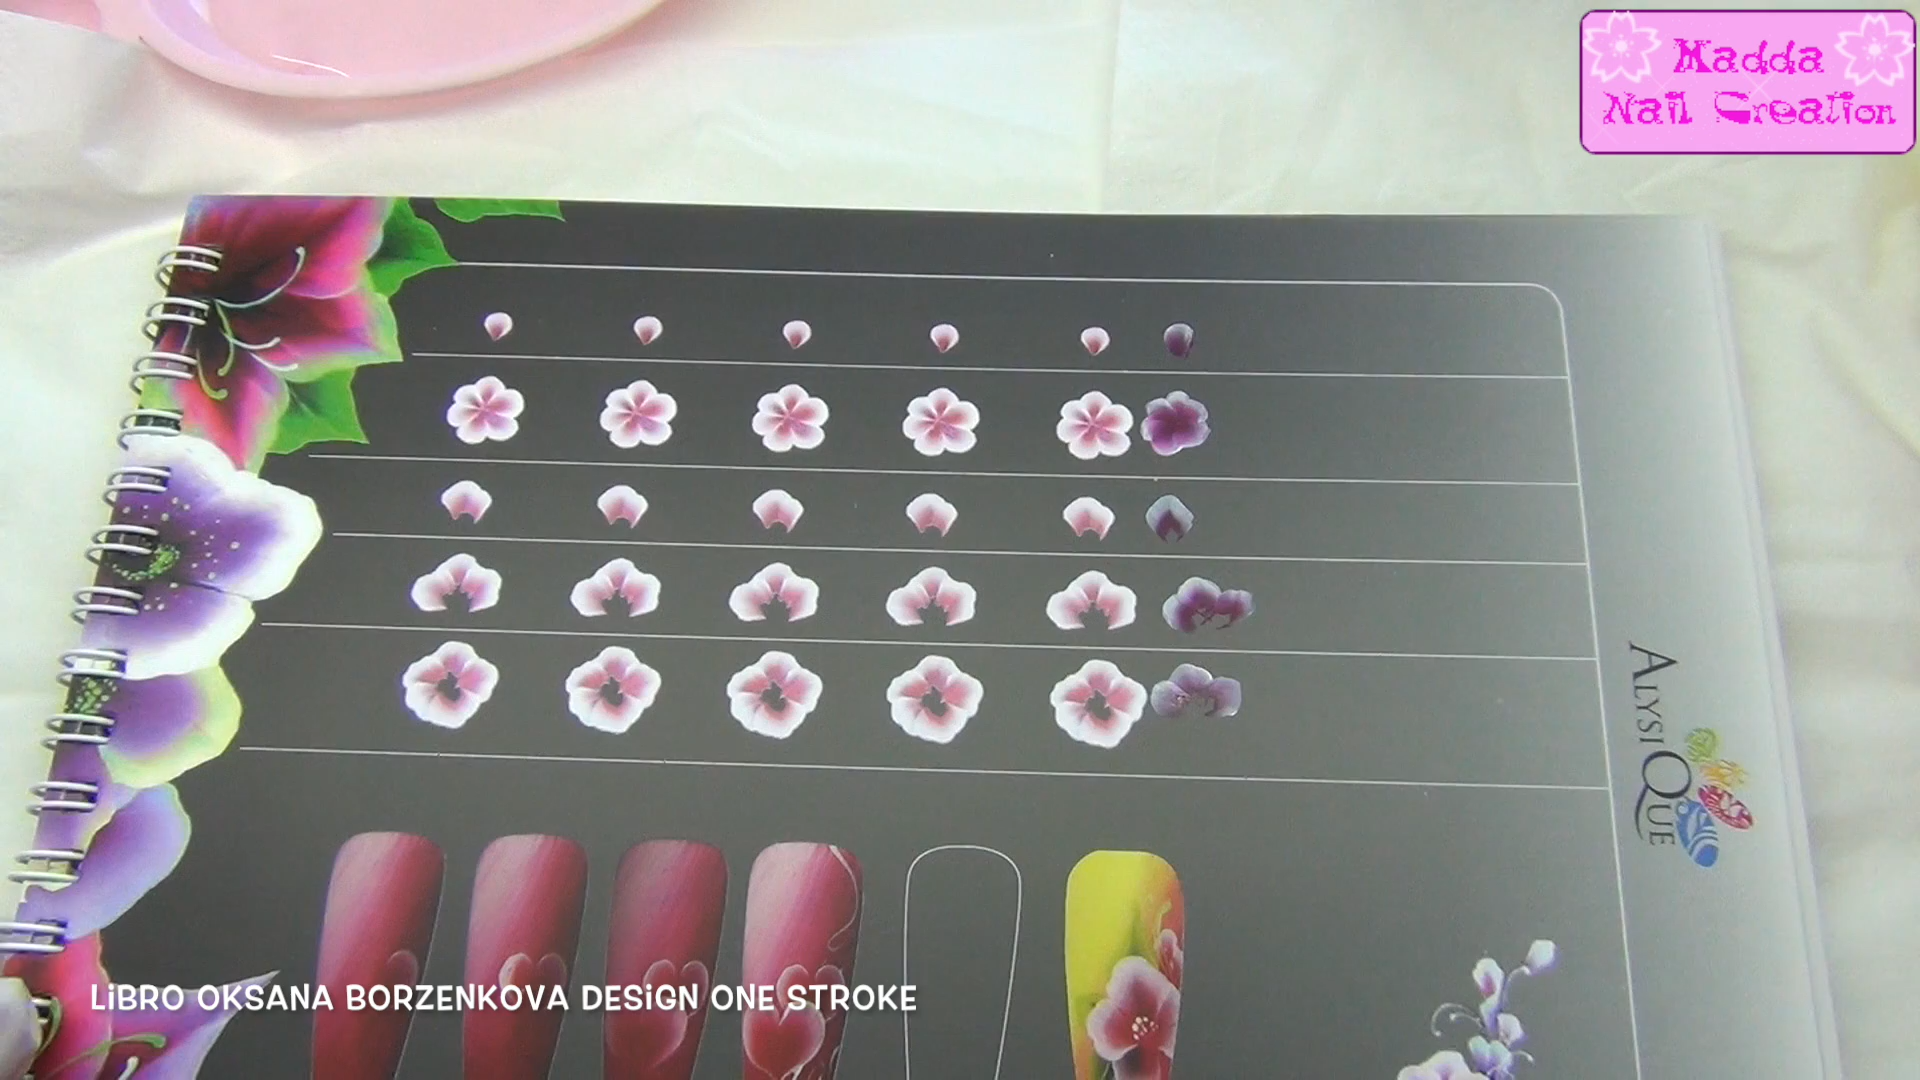 Madda
Nail Creation
ALYSIQUE
LIBRO OKSANA BORZENKOVA DESIGN ONE STROKE